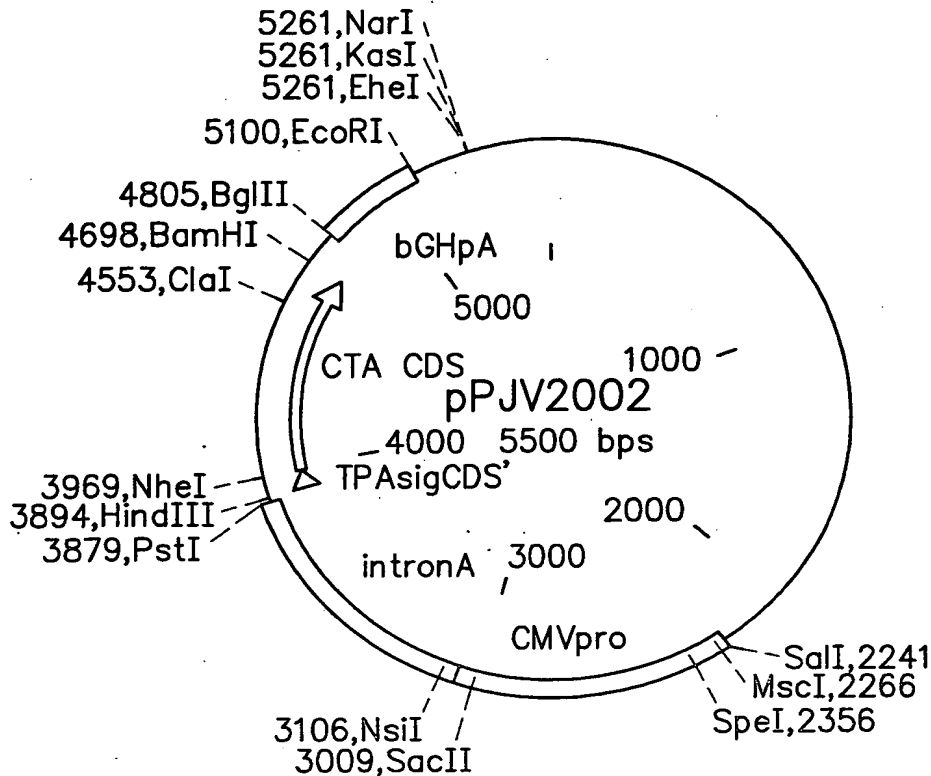 5261,NarI
5261,KasI
5261,EheI
5100,EcoRI
4805,BglII
4698,BamHI
4553,ClaI
bGHpA
5000
1000
CTA CDS
pPJV2002
4000
5500 bps
TPAsigCDS'
3969,NheI
3894,HindIII
3879,PstI
2000
intronA
3000
CMVpro
SalI,2241
MscI,2266
SpeI,2356
3106,NsiI
3009,SacII